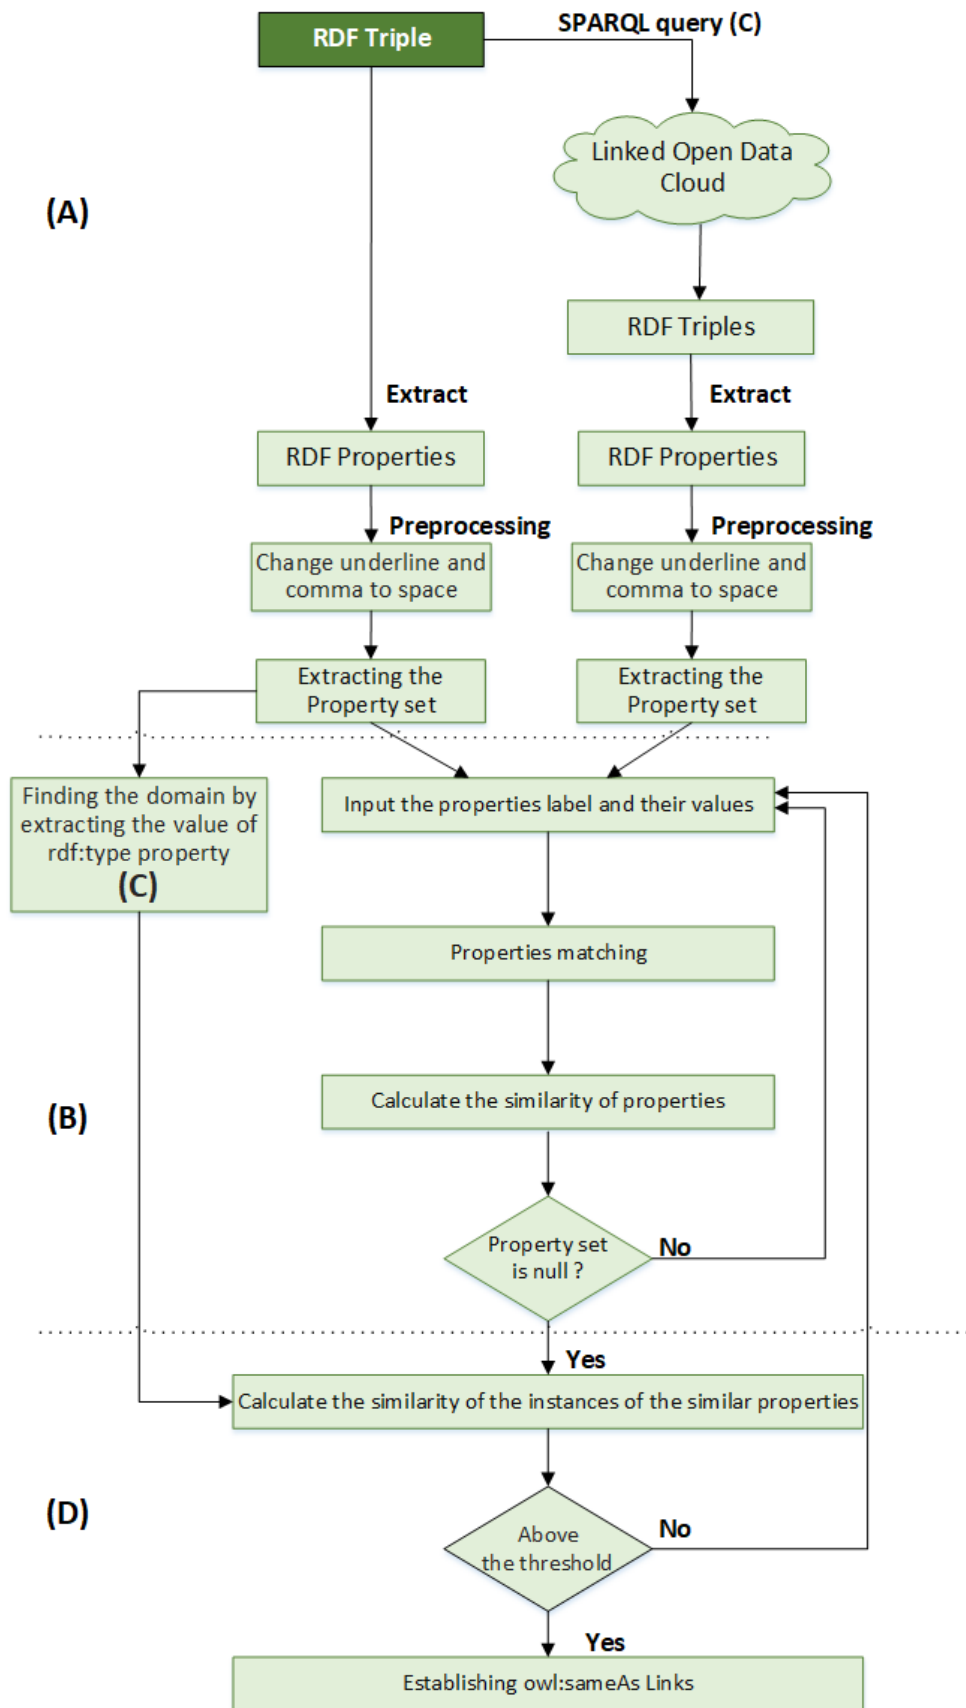 RDF Triple
SPARQL query (C)
Linked Open Data
Cloud
(A)
RDF Triples
Extract
Extract
RDF Properties
RDF Properties
Preprocessing
Preprocessing
Change underline and
comma to space
Change underline and
comma to space
Extracting the
Property set
Extracting the
Property set
Finding the domain by
extracting the value of
rdf:type property
(C)
Input the properties label and their values
Properties matching
Calculate the similarity of properties
(B)
Property set
is null ?
No
Yes
Calculate the similarity of the instances of the similar properties
(D)
Above
the threshold
No
Yes
Establishing owl:sameAs Links